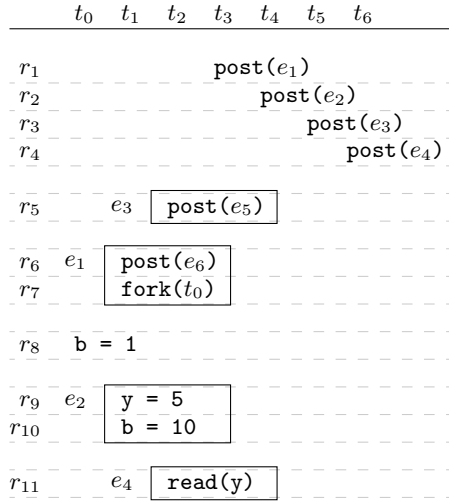 t₀ t₁ t₂ t₃ t₄ t₅ t₆
r₁ post(e₁)
r₂ post(e₂)
r₃ post(e₃)
r₄ post(e₄)
r₅ e₃ post(e₅)
r₆ e₁ post(e₆)
r₇ fork(t₀)
r₈ b = 1
r₉ e₂ y = 5
r₁₀ b = 10
r₁₁ e₄ read(y)